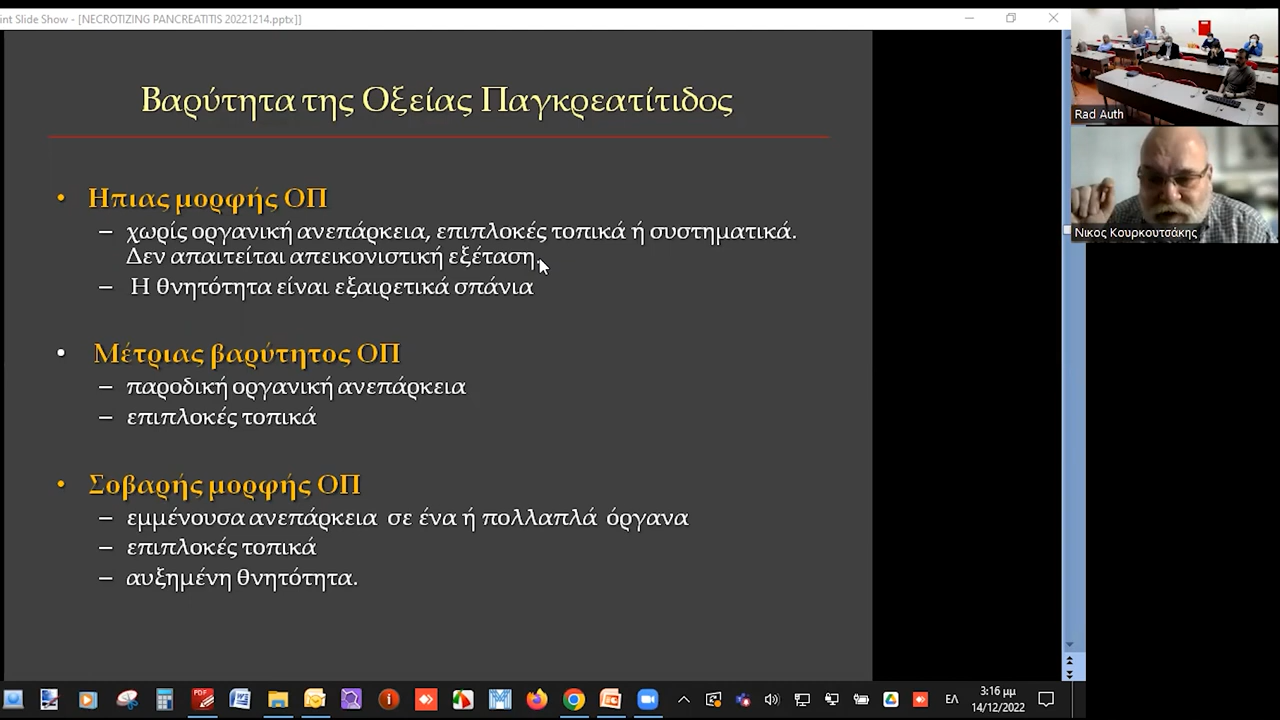 int Slide Show - [NECROTIZING PANCREATITIS 20221214.pptx]]
Βαρύτητα της Οξείας Παγκρεατίτιδος
• Ηπιας μορφής ΟΠ
– χωρίς οργανική ανεπάρκεια, επιπλοκές τοπικά ή συστηματικά.
Δεν απαιτείται απεικονιστική εξέταση.
– Η θνητότητα είναι εξαιρετικά σπάνια
• Μέτριας βαρύτητος ΟΠ
– παροδική οργανική ανεπάρκεια
– επιπλοκές τοπικά
• Σοβαρής μορφής ΟΠ
– εμμένουσα ανεπάρκεια σε ένα ή πολλαπλά όργανα
– επιπλοκές τοπικά
– αυξημένη θνητότητα.
Rad Auth
Νικος Κουρκουτσάκης
PDF
ΕΛ
3:16 μμ
14/12/2022